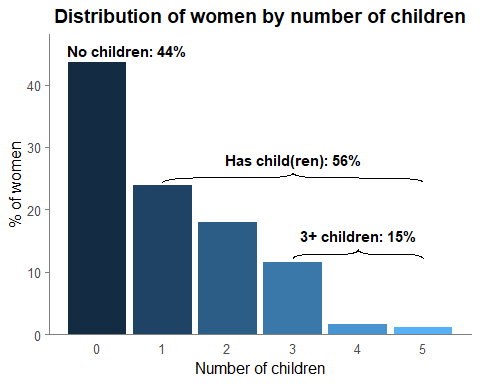 Distribution of women by number of children
No children: 44%
Has child(ren): 56%
3+ children: 15%
% of women
40
30
20
10
0
0 1 2 3 4 5
Number of children